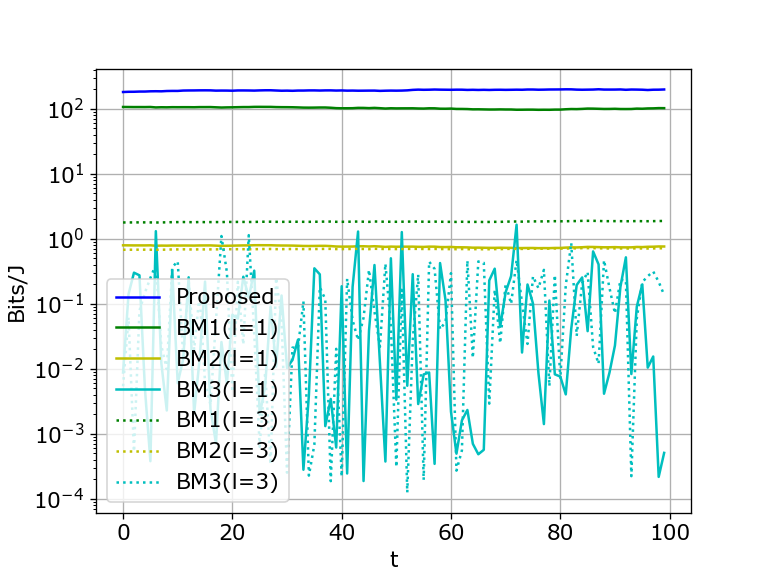 Bits/J
10²
10¹
10⁰
10⁻¹
10⁻²
10⁻³
10⁻⁴
Proposed
BM1(l=1)
BM2(l=1)
BM3(l=1)
BM1(l=3)
BM2(l=3)
BM3(l=3)
0 20 40 60 80 100
t